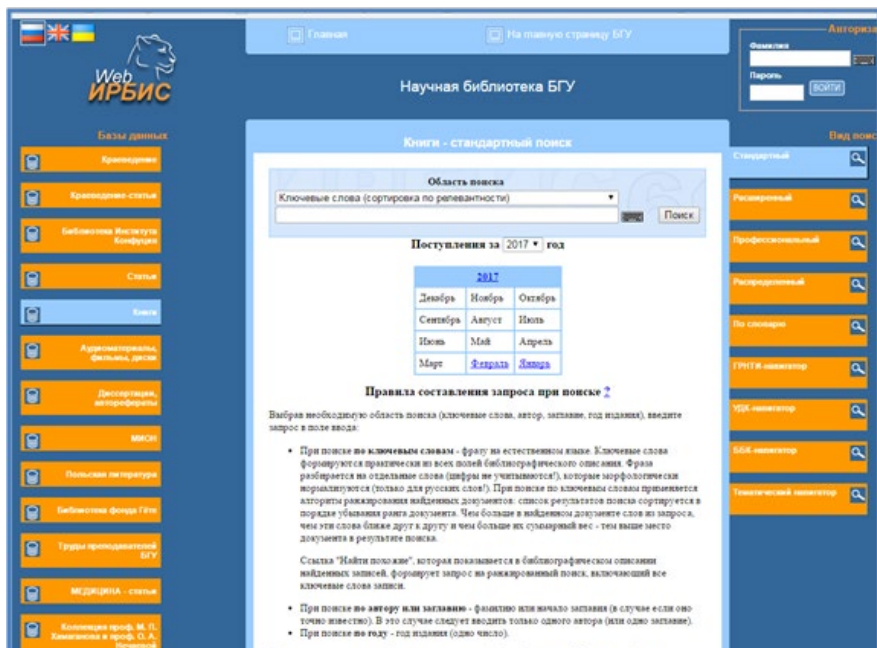 Главная
На главную страницу БГУ
Авториза
Фамилия
Пароль
ВОЙТИ
Web
ИРБИС
Научная библиотека БГУ
Базы данных
Краеведение
Краеведение-статьи
Библиотека Института
Конфуция
Статьи
Книги
Аудиоматериалы,
фильмы, диски
Диссертации,
авторефераты
МИОН
Польская литература
Библиотека фонда Гёте
Труды преподавателей
БГУ
МЕДИЦИНА - статьи
Коллекция проф. М. П.
Хамаганова и проф. О. А.
Нечаевой
Книги - стандартный поиск
Область поиска
Ключевые слова (сортировка по релевантности)
Поиск
Поступления за 2017 год
2017
Декабрь Ноябрь Октябрь
Сентябрь Август Июль
Июнь Май Апрель
Март Февраль Январь
Правила составления запроса при поиске ?
Выбрав необходимую область поиска (ключевые слова, автор, заглавие, год издания), введите
запрос в поле ввода:
• При поиске по ключевым словам - фразу на естественном языке. Ключевые слова
формируются практически из всех полей библиографического описания. Фраза
разбирается на отдельные слова (цифры не учитываются!), которые морфологически
нормализуются (только для русских слов!). При поиске по ключевым словам применяется
алгоритм ранжирования найденных документов: список результатов поиска сортируется в
порядке убывания ранга документа. Чем больше в найденном документе слов из запроса,
чем эти слова ближе друг к другу и чем больше их суммарный вес - тем выше место
документа в результате поиска.
Ссылка "Найти похожие", которая показывается в библиографическом описании
найденных записей, формирует запрос на ранжированный поиск, включающий все
ключевые слова записи.
• При поиске по автору или заглавию - фамилию или начало заглавия (в случае если оно
точно известно). В это случае следует вводить только одного автора (или одно заглавие).
• При поиске по году - год издания (одно число).
Вид поис
Стандартный
Расширенный
Профессиональный
Распределенный
По словарю
ГРНТИ-навигатор
УДК-навигатор
ББК-навигатор
Тематический навигатор